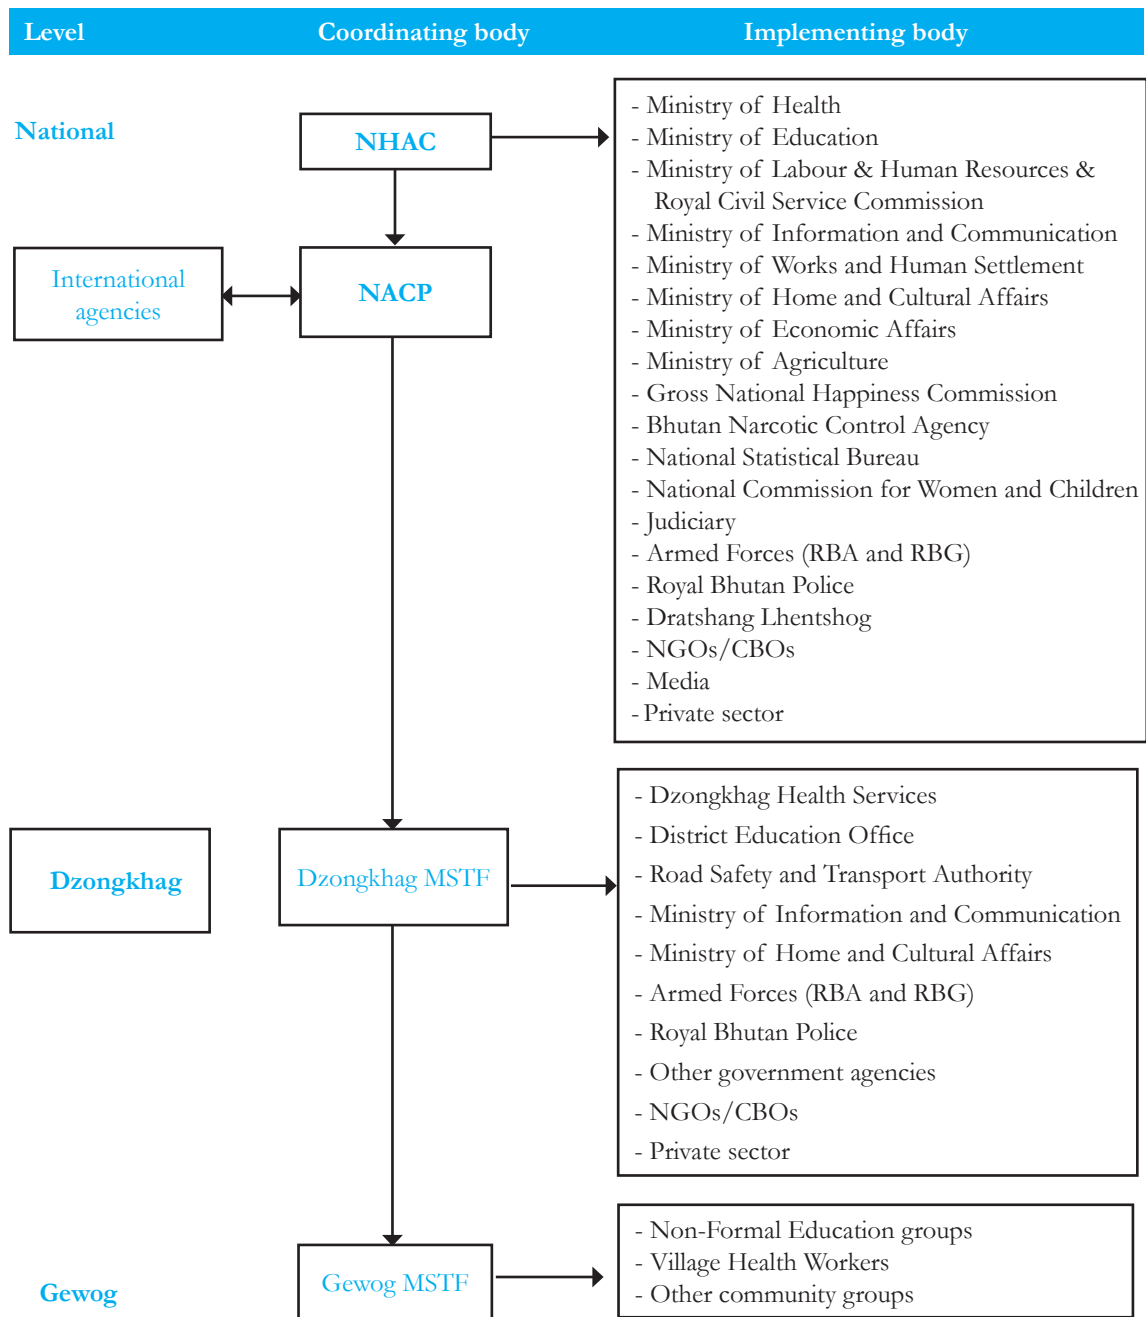 Level Coordinating body Implementing body
National
NHAC
- Ministry of Health
- Ministry of Education
- Ministry of Labour & Human Resources &
Royal Civil Service Commission
- Ministry of Information and Communication
- Ministry of Works and Human Settlement
- Ministry of Home and Cultural Affairs
- Ministry of Economic Affairs
- Ministry of Agriculture
- Gross National Happiness Commission
- Bhutan Narcotic Control Agency
- National Statistical Bureau
- National Commission for Women and Children
- Judiciary
- Armed Forces (RBA and RBG)
- Royal Bhutan Police
- Dratshang Lhentshog
- NGOs/CBOs
- Media
- Private sector
International
agencies
NACP
Dzongkhag
Dzongkhag MSTF
- Dzongkhag Health Services
- District Education Office
- Road Safety and Transport Authority
- Ministry of Information and Communication
- Ministry of Home and Cultural Affairs
- Armed Forces (RBA and RBG)
- Royal Bhutan Police
- Other government agencies
- NGOs/CBOs
- Private sector
Gewog
Gewog MSTF
- Non-Formal Education groups
- Village Health Workers
- Other community groups